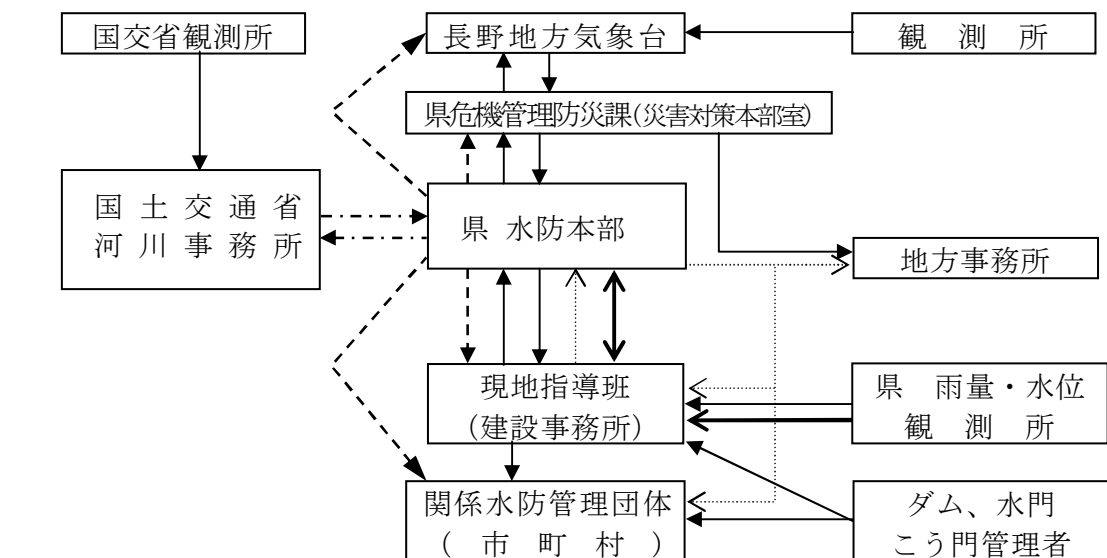 国交省観測所
長野地方気象台
観測所
県危機管理防災課(災害対策本部室)
国土交通省
河川事務所
県 水防本部
地方事務所
現地指導班
(建設事務所)
県 雨量・水位
観測所
関係水防管理団体
(市町村)
ダム、水門
こう門管理者